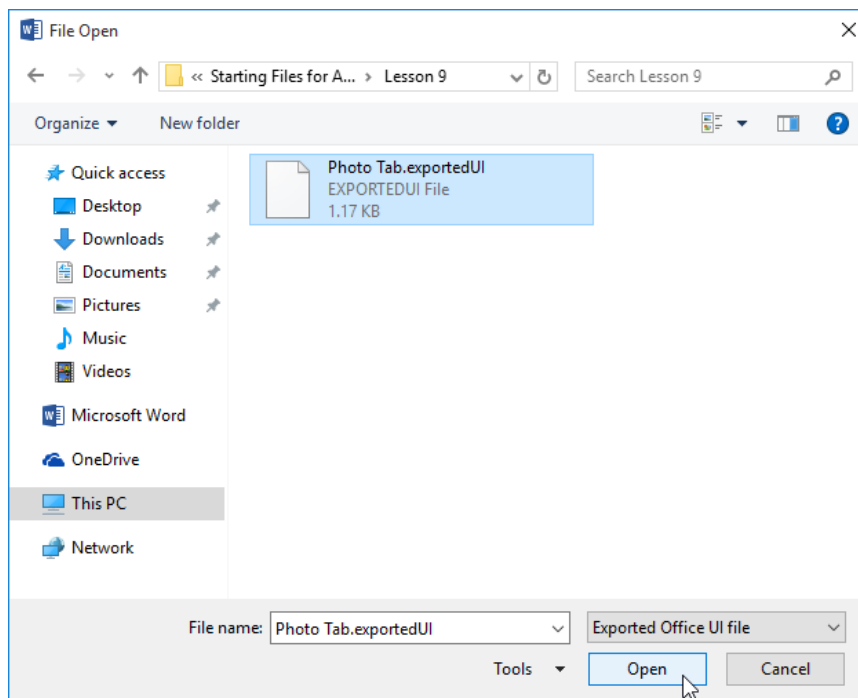 File Open
« Starting Files for A... › Lesson 9
Search Lesson 9
Organize
New folder
?
Quick access
Desktop
Downloads
Documents
Pictures
Music
Videos
Microsoft Word
OneDrive
This PC
Network
Photo Tab.exportedUI
EXPORTEDUI File
1.17 KB
File name: Photo Tab.exportedUI
Exported Office UI file
Tools
Open
Cancel